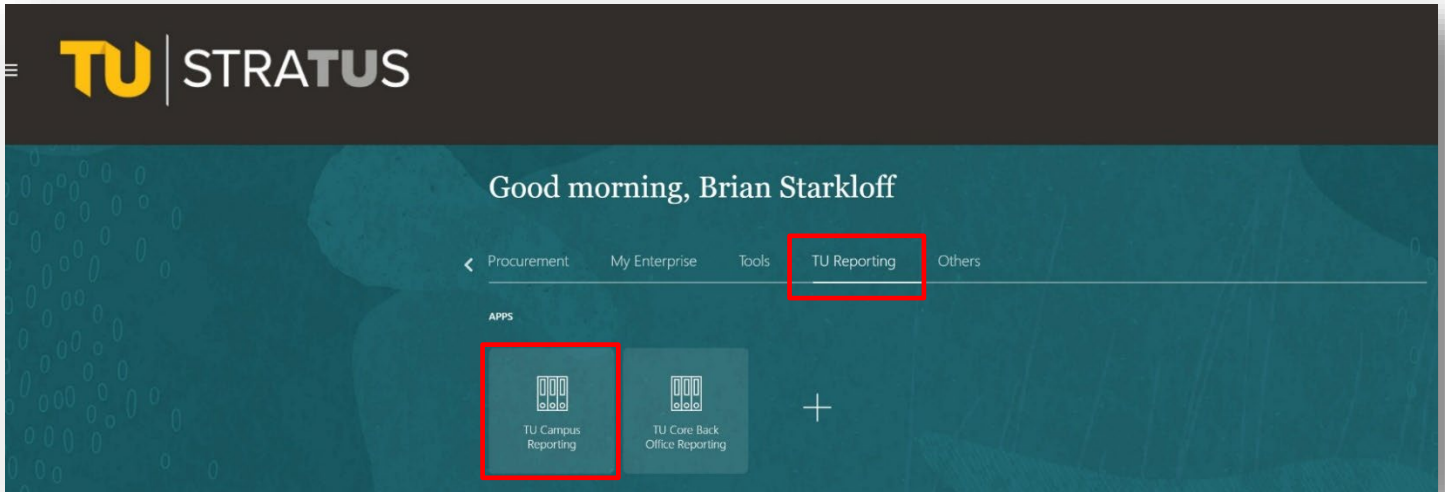 TU STRATUS
Good morning, Brian Starkloff
Procurement My Enterprise Tools TU Reporting Others
APPS
TU Campus
Reporting
TU Core Back
Office Reporting